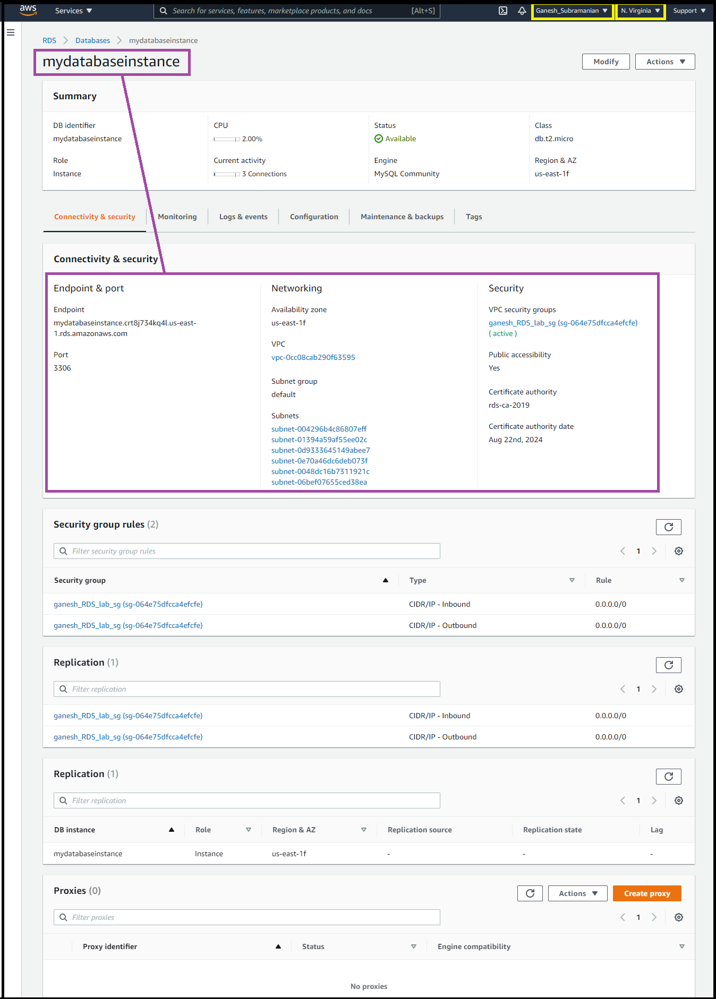 aws Services Search for services, features, marketplace products, and docs [Alt+S] Ganesh_Subramanian N. Virginia Support
RDS Databases mydatabaseinstance
mydatabaseinstance Modify Actions
Summary
DB identifier CPU Status Class
mydatabaseinstance 2.00% Available db.t2.micro
Role Current activity Engine Region & AZ
Instance 3 Connections MySQL Community us-east-1f
Connectivity & security Monitoring Logs & events Configuration Maintenance & backups Tags
Connectivity & security
Endpoint & port
Endpoint
mydatabaseinstance.crt8j734kq4l.us-east-
1.rds.amazonaws.com
Port
3306
Networking
Availability zone
us-east-1f
VPC
vpc-0cc08cab290f63595
Subnet group
default
Subnets
subnet-004296b4c86807eff
subnet-01394a59af55ee02c
subnet-0d9333645149abee7
subnet-0e70a46dc6deb073f
subnet-0048dc16b7311921c
subnet-06bef07655ced38ea
Security
VPC security groups
ganesh_RDS_lab_sg (sg-064e75dfcca4efcfe)
( active )
Public accessibility
Yes
Certificate authority
rds-ca-2019
Certificate authority date
Aug 22nd, 2024
Security group rules (2)
Filter security group rules 1
Security group Type Rule
ganesh_RDS_lab_sg (sg-064e75dfcca4efcfe) CIDR/IP - Inbound 0.0.0.0/0
ganesh_RDS_lab_sg (sg-064e75dfcca4efcfe) CIDR/IP - Outbound 0.0.0.0/0
Replication (1)
Filter replication 1
ganesh_RDS_lab_sg (sg-064e75dfcca4efcfe) CIDR/IP - Inbound 0.0.0.0/0
ganesh_RDS_lab_sg (sg-064e75dfcca4efcfe) CIDR/IP - Outbound 0.0.0.0/0
Replication (1)
Filter replication 1
DB instance Role Region & AZ Replication source Replication state Lag
mydatabaseinstance Instance us-east-1f - - -
Proxies (0) Actions Create proxy
Filter proxies 1
Proxy identifier Status Engine compatibility
No proxies